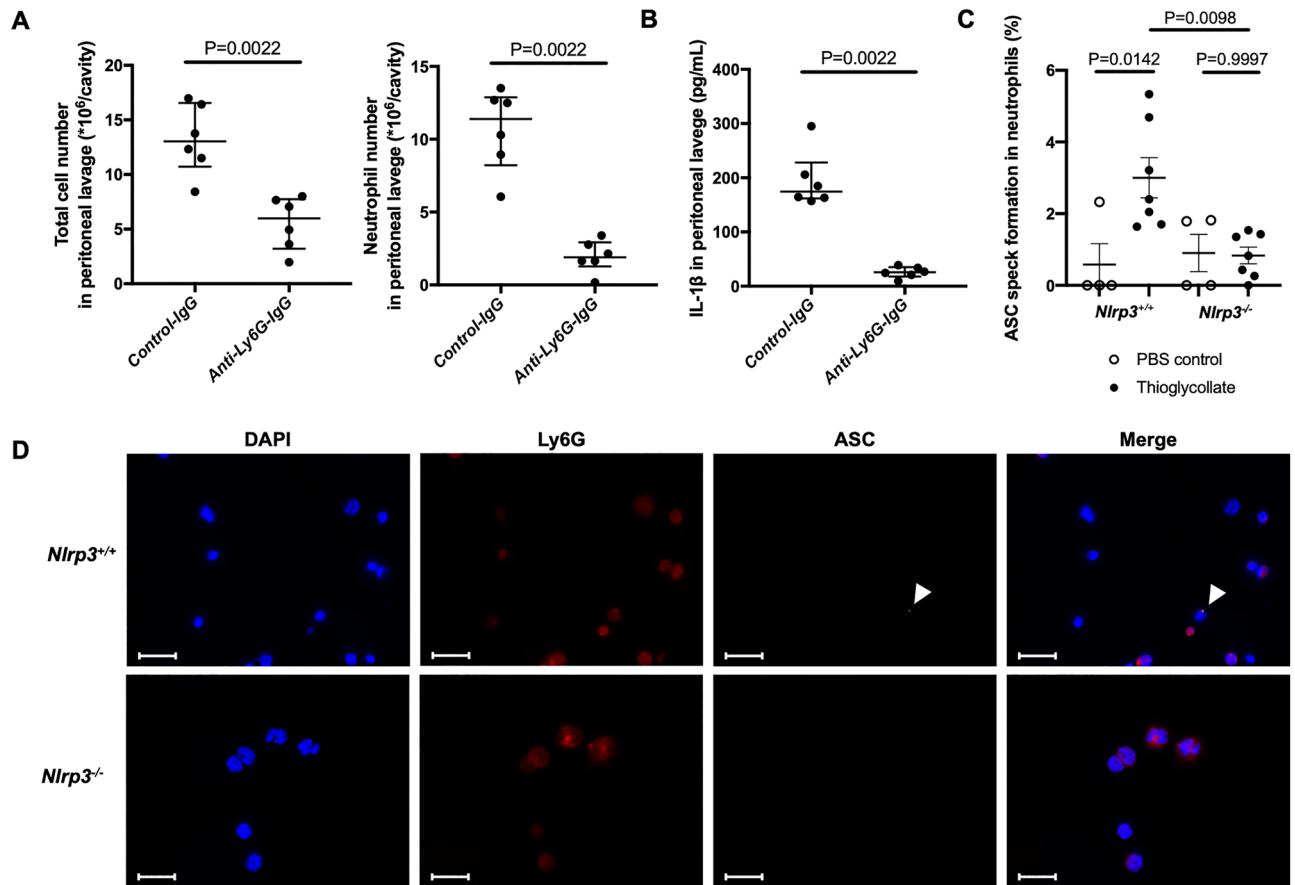 A
Total cell number
in peritoneal lavage (*10⁶/cavity)
20
15
10
5
0
P=0.0022
Control-IgG
Anti-Ly6G-IgG
Neutrophil number
in peritoneal lavege (*10⁶/cavity)
15
10
5
0
P=0.0022
Control-IgG
Anti-Ly6G-IgG
B
IL-1β in peritoneal lavege (pg/mL)
400
300
200
100
0
P=0.0022
Control-IgG
Anti-Ly6G-IgG
C
ASC speck formation in neutrophils (%)
6
4
2
0
P=0.0098
P=0.0142
P=0.9997
Nlrp3+/+
Nlrp3-/-
PBS control
Thioglycollate
D
DAPI
Ly6G
ASC
Merge
Nlrp3+/+
Nlrp3-/-